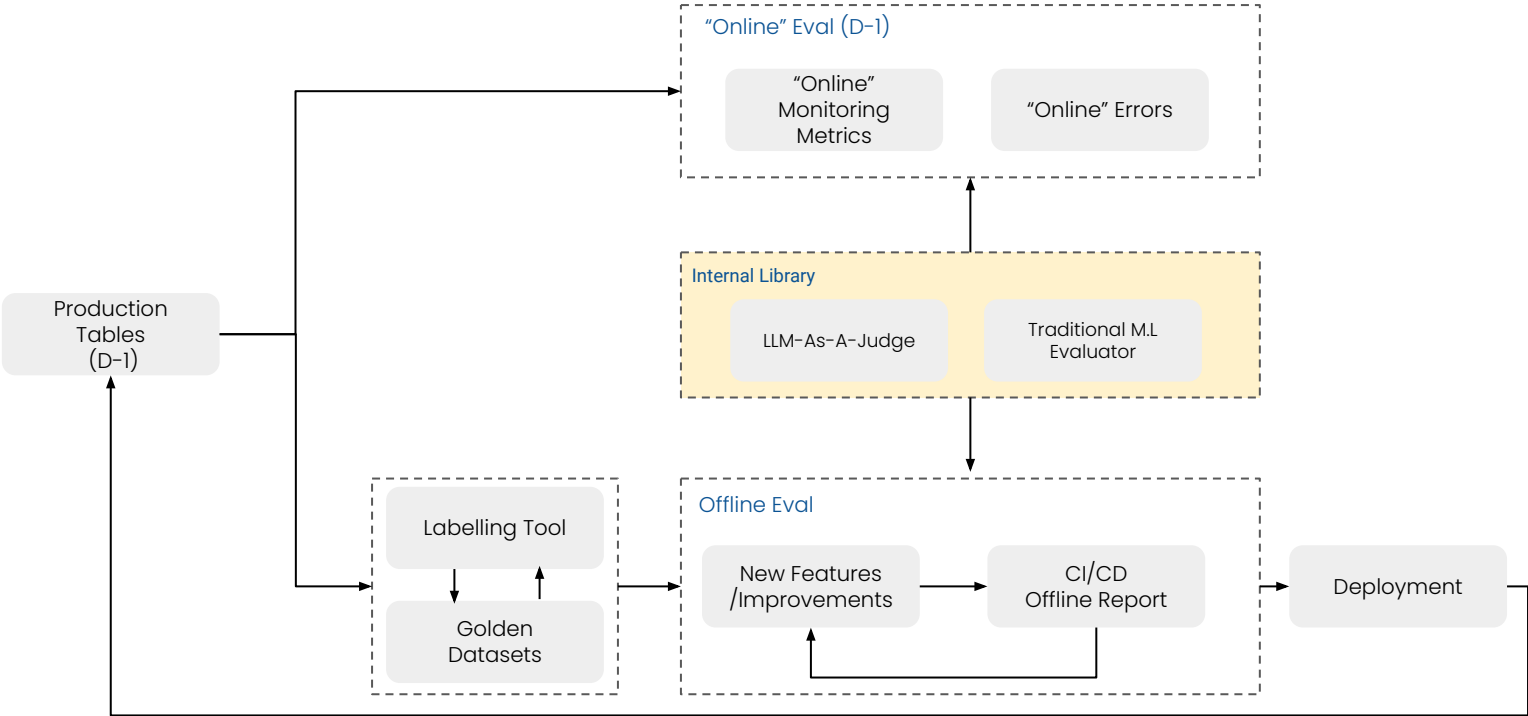 “Online” Eval (D-1)
“Online”
Monitoring
Metrics
“Online” Errors
Internal Library
LLM-As-A-Judge
Traditional M.L
Evaluator
Production
Tables
(D-1)
Labelling Tool
Golden
Datasets
Offline Eval
New Features
/Improvements
CI/CD
Offline Report
Deployment